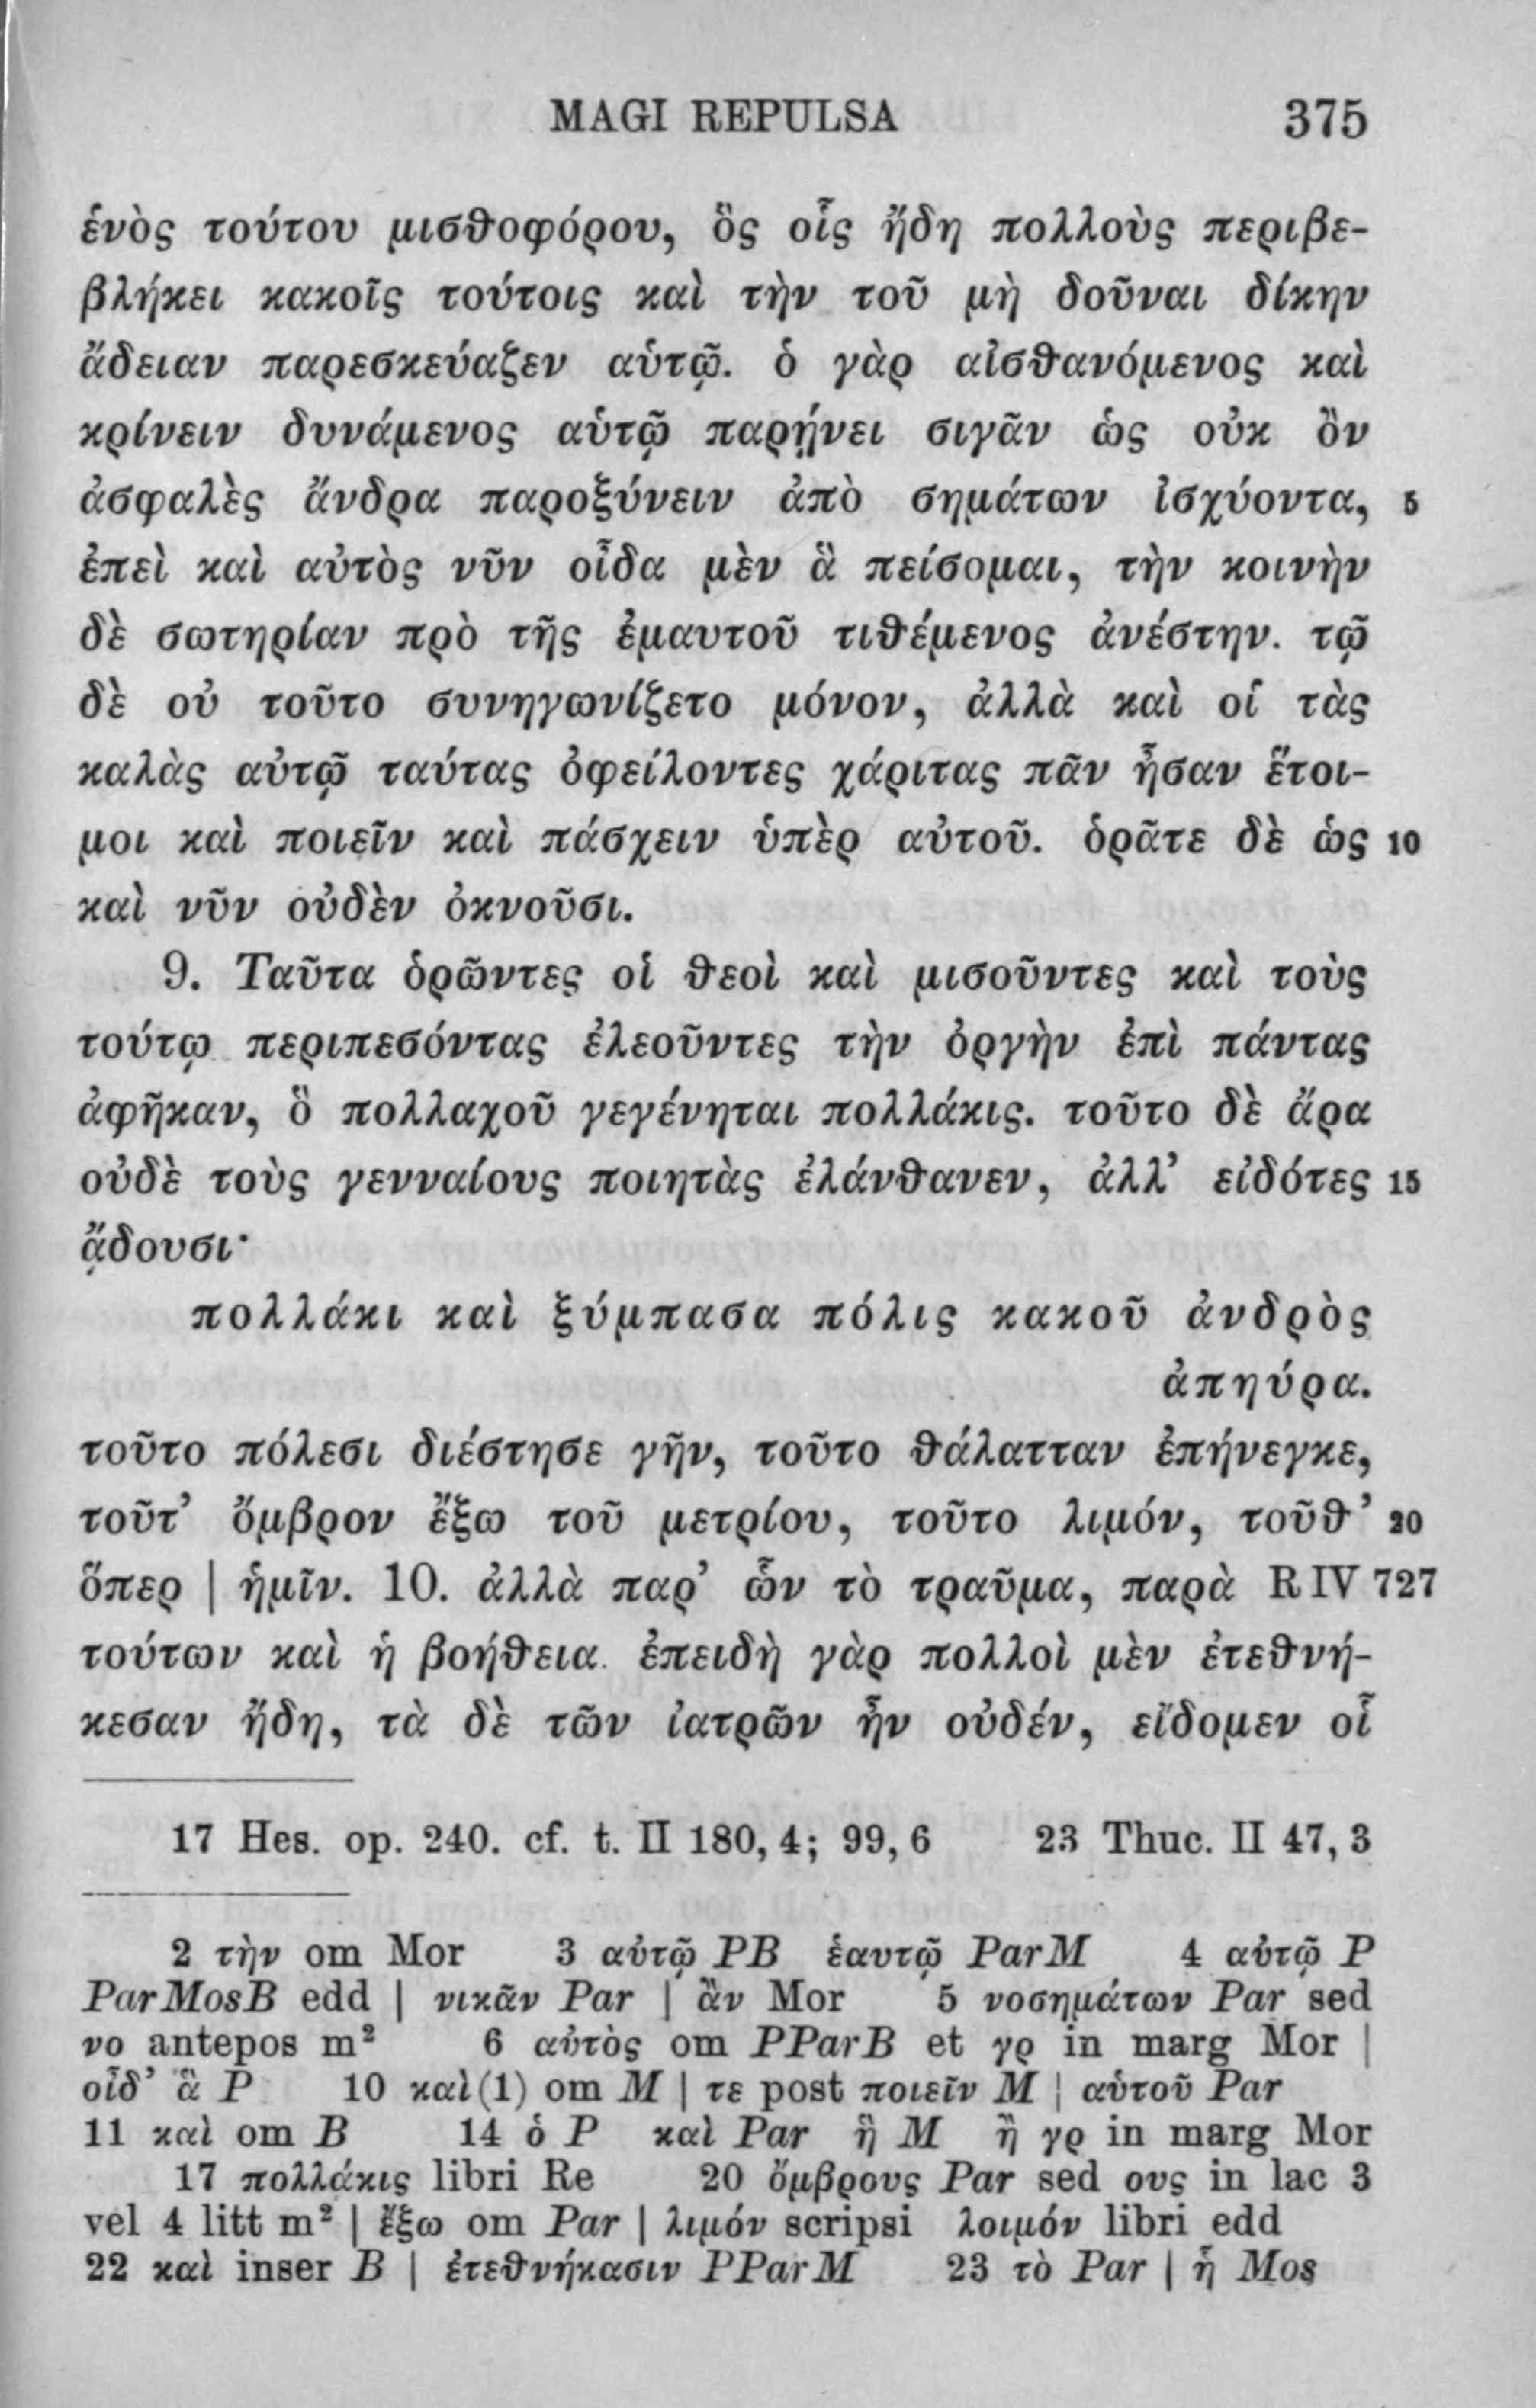 MAGI REPULSA 375
ἑνὸς τούτου μισθοφόρου, ὃς οἷς ἤδη πολλοὺς περιβε-
βλήκει κακοῖς τούτοις καὶ τὴν τοῦ μὴ δοῦναι δίκην
ἄδειαν παρεσκεύαζεν αὑτῷ. ὁ γὰρ αἰσθανόμενος καὶ
κρίνειν δυνάμενος αὑτῷ παρῄνει σιγᾶν ὡς οὐκ ὂν
ἀσφαλὲς ἄνδρα παροξύνειν ἀπὸ σημάτων ἰσχύοντα, 5
ἐπεὶ καὶ αὐτὸς νῦν οἶδα μὲν ἃ πείσομαι, τὴν κοινὴν
δὲ σωτηρίαν πρὸ τῆς ἐμαυτοῦ τιθέμενος ἀνέστην. τῷ
δὲ οὐ τοῦτο συνηγωνίζετο μόνον, ἀλλὰ καὶ οἱ τὰς
καλὰς αὐτῷ ταύτας ὀφείλοντες χάριτας πᾶν ἦσαν ἕτοι-
μοι καὶ ποιεῖν καὶ πάσχειν ὑπὲρ αὐτοῦ. ὁρᾶτε δὲ ὡς 10
καὶ νῦν οὐδὲν ὀκνοῦσι.
9. Ταῦτα ὁρῶντες οἱ θεοὶ καὶ μισοῦντες καὶ τοὺς
τούτῳ περιπεσόντας ἐλεοῦντες τὴν ὀργὴν ἐπὶ πάντας
ἀφῆκαν, ὃ πολλαχοῦ γεγένηται πολλάκις. τοῦτο δὲ ἄρα
οὐδὲ τοὺς γενναίους ποιητὰς ἐλάνθανεν, ἀλλ’ εἰδότες 15
ᾄδουσι·
πολλάκι καὶ ξύμπασα πόλις κακοῦ ἀνδρὸς
ἀπηύρα.
τοῦτο πόλεσι διέστησε γῆν, τοῦτο θάλατταν ἐπήνεγκε,
τοῦτ’ ὄμβρον ἔξω τοῦ μετρίου, τοῦτο λιμόν, τοῦθ’ 20
ὅπερ | ἡμῖν. 10. ἀλλὰ παρ’ ὧν τὸ τραῦμα, παρὰ R IV 727
τούτων καὶ ἡ βοήθεια. ἐπειδὴ γὰρ πολλοὶ μὲν ἐτεθνή-
κεσαν ἤδη, τὰ δὲ τῶν ἰατρῶν ἦν οὐδέν, εἴδομεν οἷ
17 Hes. op. 240. cf. t. II 180, 4; 99, 6 23 Thuc. II 47, 3
2 τὴν om Mor 3 αὐτῷ PB ἑαυτῷ ParM 4 αὐτῷ P
ParMosB edd | νικᾶν Par | ἂν Mor 5 νοσημάτων Par sed
νο antepos m² 6 αὐτὸς om PParB et γρ in marg Mor |
οἶδ’ ἃ P 10 καὶ(1) om M | τε post ποιεῖν M | αὑτοῦ Par
11 καὶ om B 14 ὁ P καὶ Par ᾗ M ἢ γρ in marg Mor
17 πολλάκις libri Re 20 ὄμβρους Par sed ους in lac 3
vel 4 litt m² | ἔξω om Par | λιμόν scripsi λοιμόν libri edd
22 καὶ inser B | ἐτεθνήκασιν PParM 23 τὸ Par | ᾗ Mos